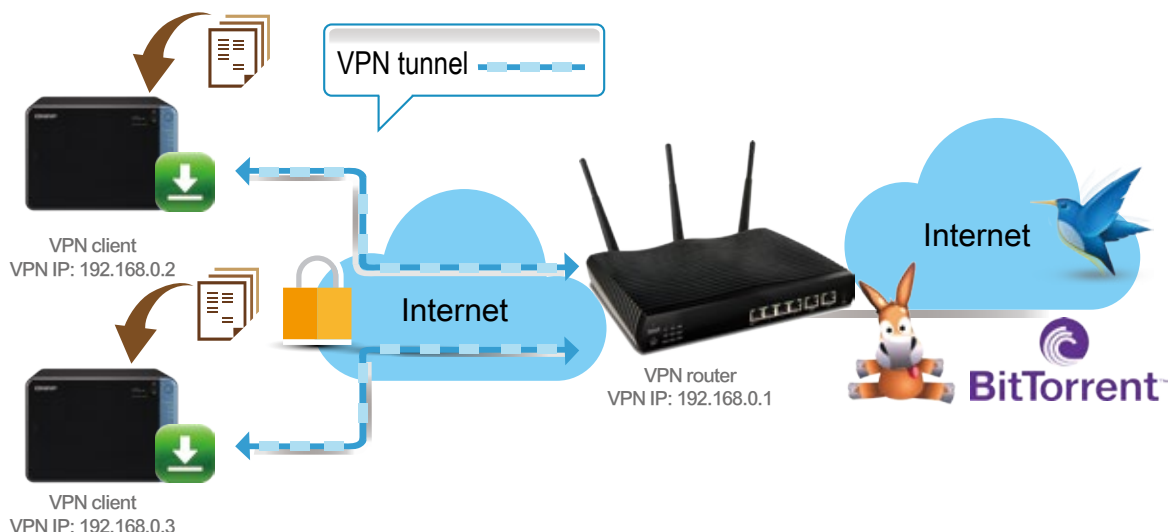 VPN tunnel
VPN client
VPN IP: 192.168.0.2
Internet
VPN router
VPN IP: 192.168.0.1
Internet
BitTorrent
VPN client
VPN IP: 192.168.0.3